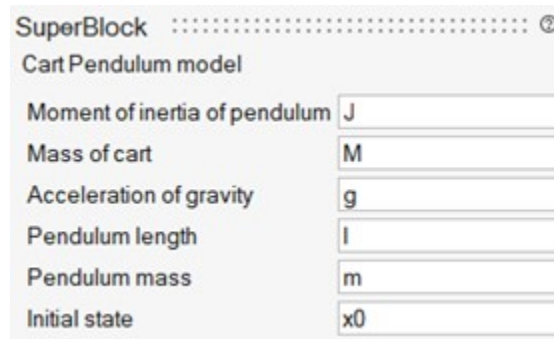 SuperBlock
Cart Pendulum model
Moment of inertia of pendulum J
Mass of cart M
Acceleration of gravity g
Pendulum length l
Pendulum mass m
Initial state x0